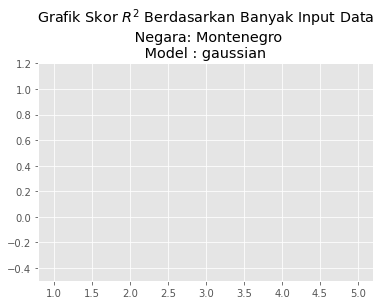 Grafik Skor R² Berdasarkan Banyak Input Data
Negara: Montenegro
Model : gaussian
1.2
1.0
0.8
0.6
0.4
0.2
0.0
−0.2
−0.4
1.0 1.5 2.0 2.5 3.0 3.5 4.0 4.5 5.0